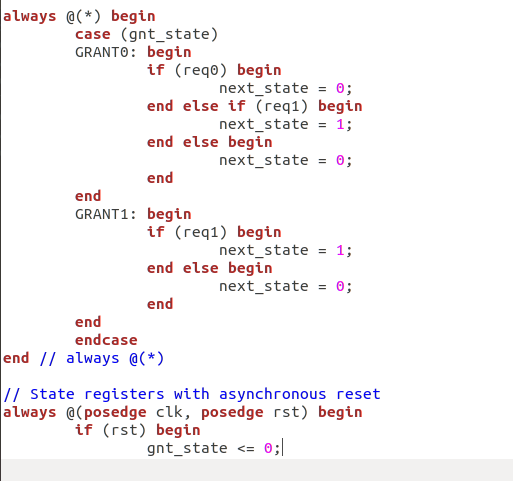 always @(*) begin
case (gnt_state)
GRANT0: begin
if (req0) begin
next_state = 0;
end else if (req1) begin
next_state = 1;
end else begin
next_state = 0;
end
end
GRANT1: begin
if (req1) begin
next_state = 1;
end else begin
next_state = 0;
end
end
endcase
end // always @(*)
// State registers with asynchronous reset
always @(posedge clk, posedge rst) begin
if (rst) begin
gnt_state <= 0;